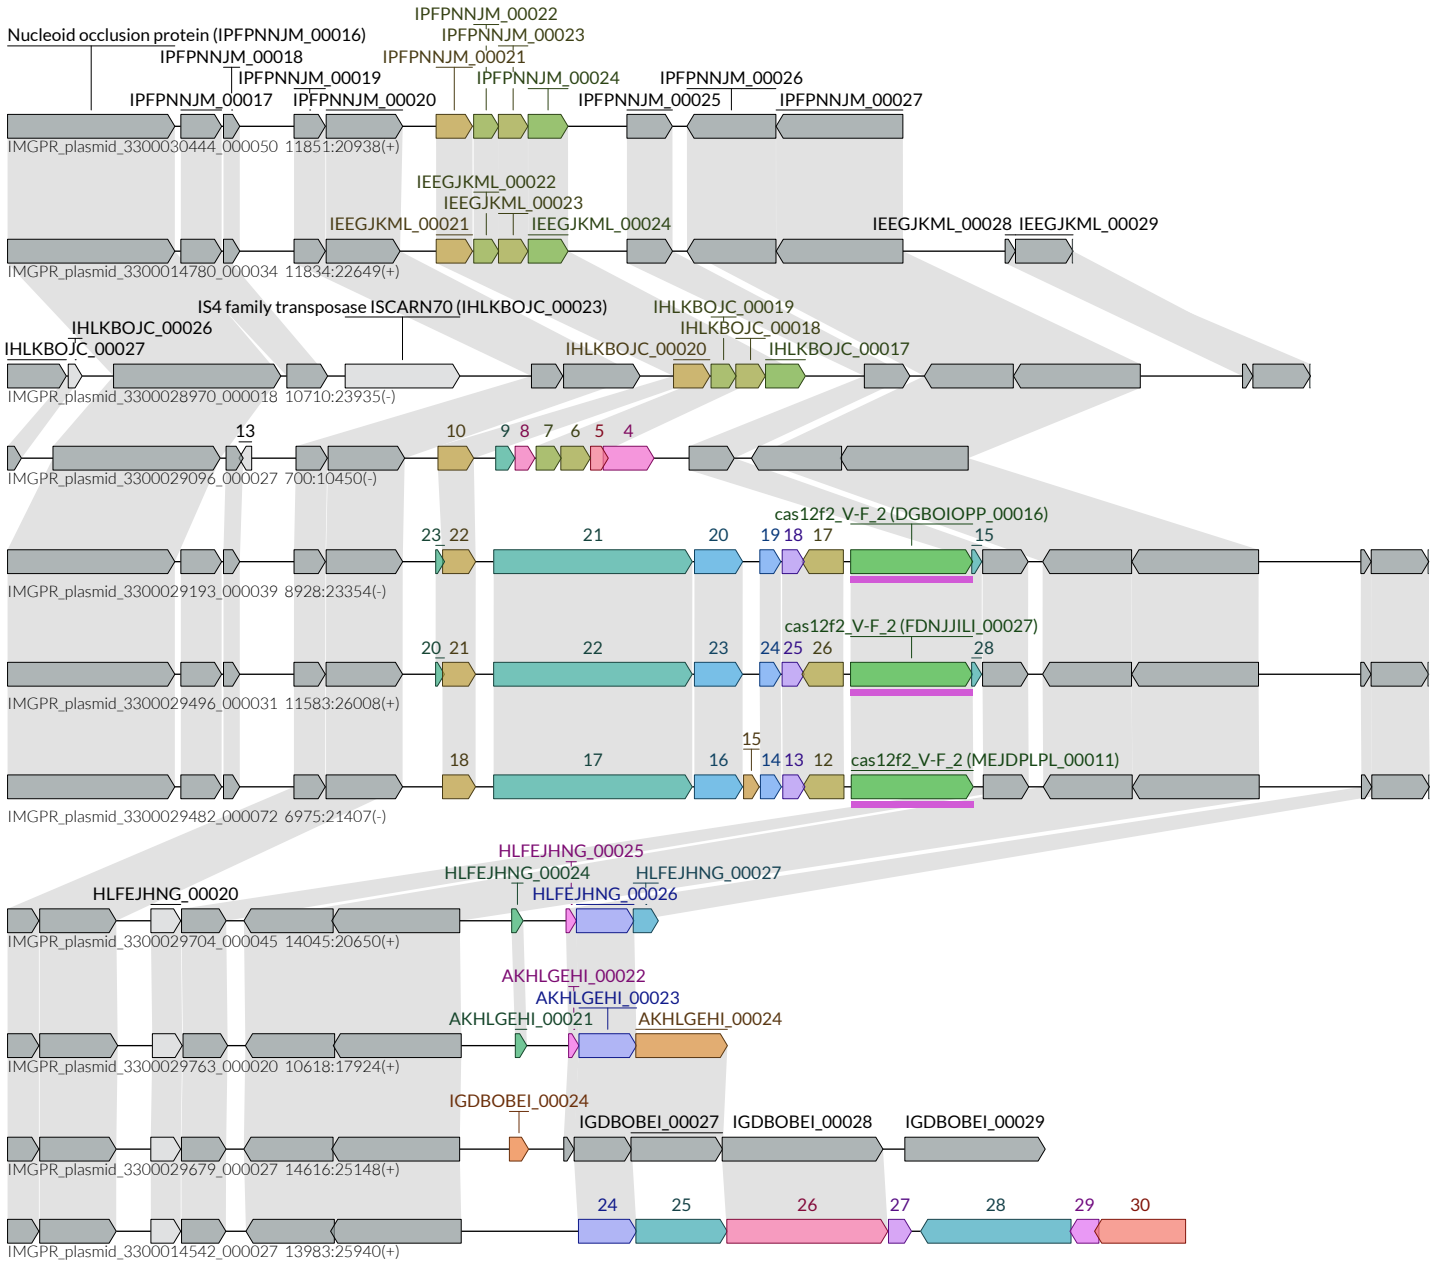 IPFPNNJM_00022
Nucleoid occlusion protein (IPFPNNJM_00016) IPFPNNJM_00023
IPFPNNJM_00018 IPFPNNJM_00021
IPFPNNJM_00019 IPFPNNJM_00024 IPFPNNJM_00026
IPFPNNJM_00017 IPFPNNJM_00020 IPFPNNJM_00025 IPFPNNJM_00027
IMGPR_plasmid_3300030444_000050 11851:20938(+)
IEEGJKML_00022
IEEGJKML_00023
IEEGJKML_00021 IEEGJKML_00024 IEEGJKML_00028 IEEGJKML_00029
IMGPR_plasmid_3300014780_000034 11834:22649(+)
IS4 family transposase ISCARN70 (IHLKBOJC_00023) IHLKBOJC_00019
IHLKBOJC_00026 IHLKBOJC_00018
IHLKBOJC_00027 IHLKBOJC_00020 IHLKBOJC_00017
IMGPR_plasmid_3300028970_000018 10710:23935(-)
13 10 9 8 7 6 5 4
IMGPR_plasmid_3300029096_000027 700:10450(-)
cas12f2_V-F_2 (DGBOIOPP_00016)
23 22 21 20 19 18 17 15
IMGPR_plasmid_3300029193_000039 8928:23354(-)
cas12f2_V-F_2 (FDNJJILI_00027)
20 21 22 23 24 25 26 28
IMGPR_plasmid_3300029496_000031 11583:26008(+)
15
18 17 16 14 13 12 cas12f2_V-F_2 (MEJDPLPL_00011)
IMGPR_plasmid_3300029482_000072 6975:21407(-)
HLFEJHNG_00025
HLFEJHNG_00024 HLFEJHNG_00027
HLFEJHNG_00020 HLFEJHNG_00026
IMGPR_plasmid_3300029704_000045 14045:20650(+)
AKHLGEHI_00022
AKHLGEHI_00023
AKHLGEHI_00021 AKHLGEHI_00024
IMGPR_plasmid_3300029763_000020 10618:17924(+)
IGDBOBEI_00024
IGDBOBEI_00027 IGDBOBEI_00028 IGDBOBEI_00029
IMGPR_plasmid_3300029679_000027 14616:25148(+)
24 25 26 27 28 29 30
IMGPR_plasmid_3300014542_000027 13983:25940(+)